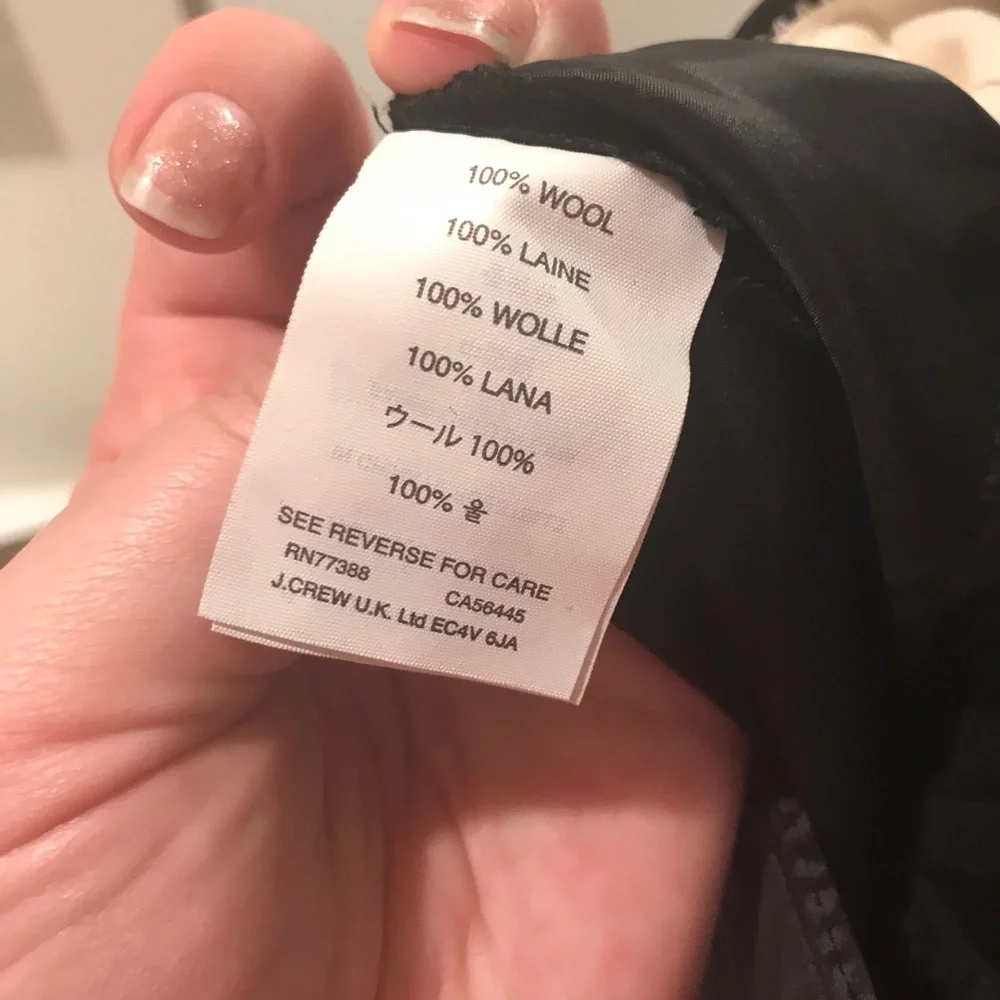 100% WOOL
100% LAINE
100% WOLLE
100% LANA
ウール 100%
100% 울
SEE REVERSE FOR CARE
RN77388 CA56445
J.CREW U.K. Ltd EC4V 6JA